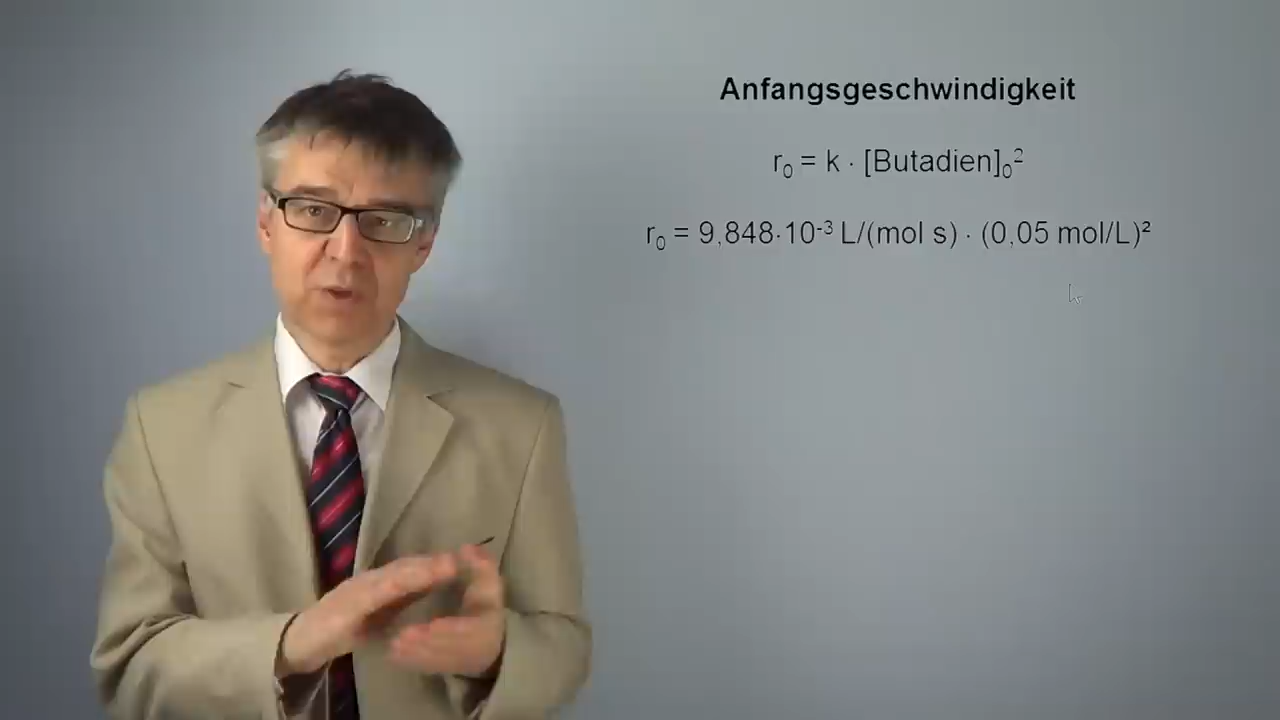 Anfangsgeschwindigkeit
r₀ = k · [Butadien]₀²
r₀ = 9,848·10⁻³ L/(mol s) · (0,05 mol/L)²